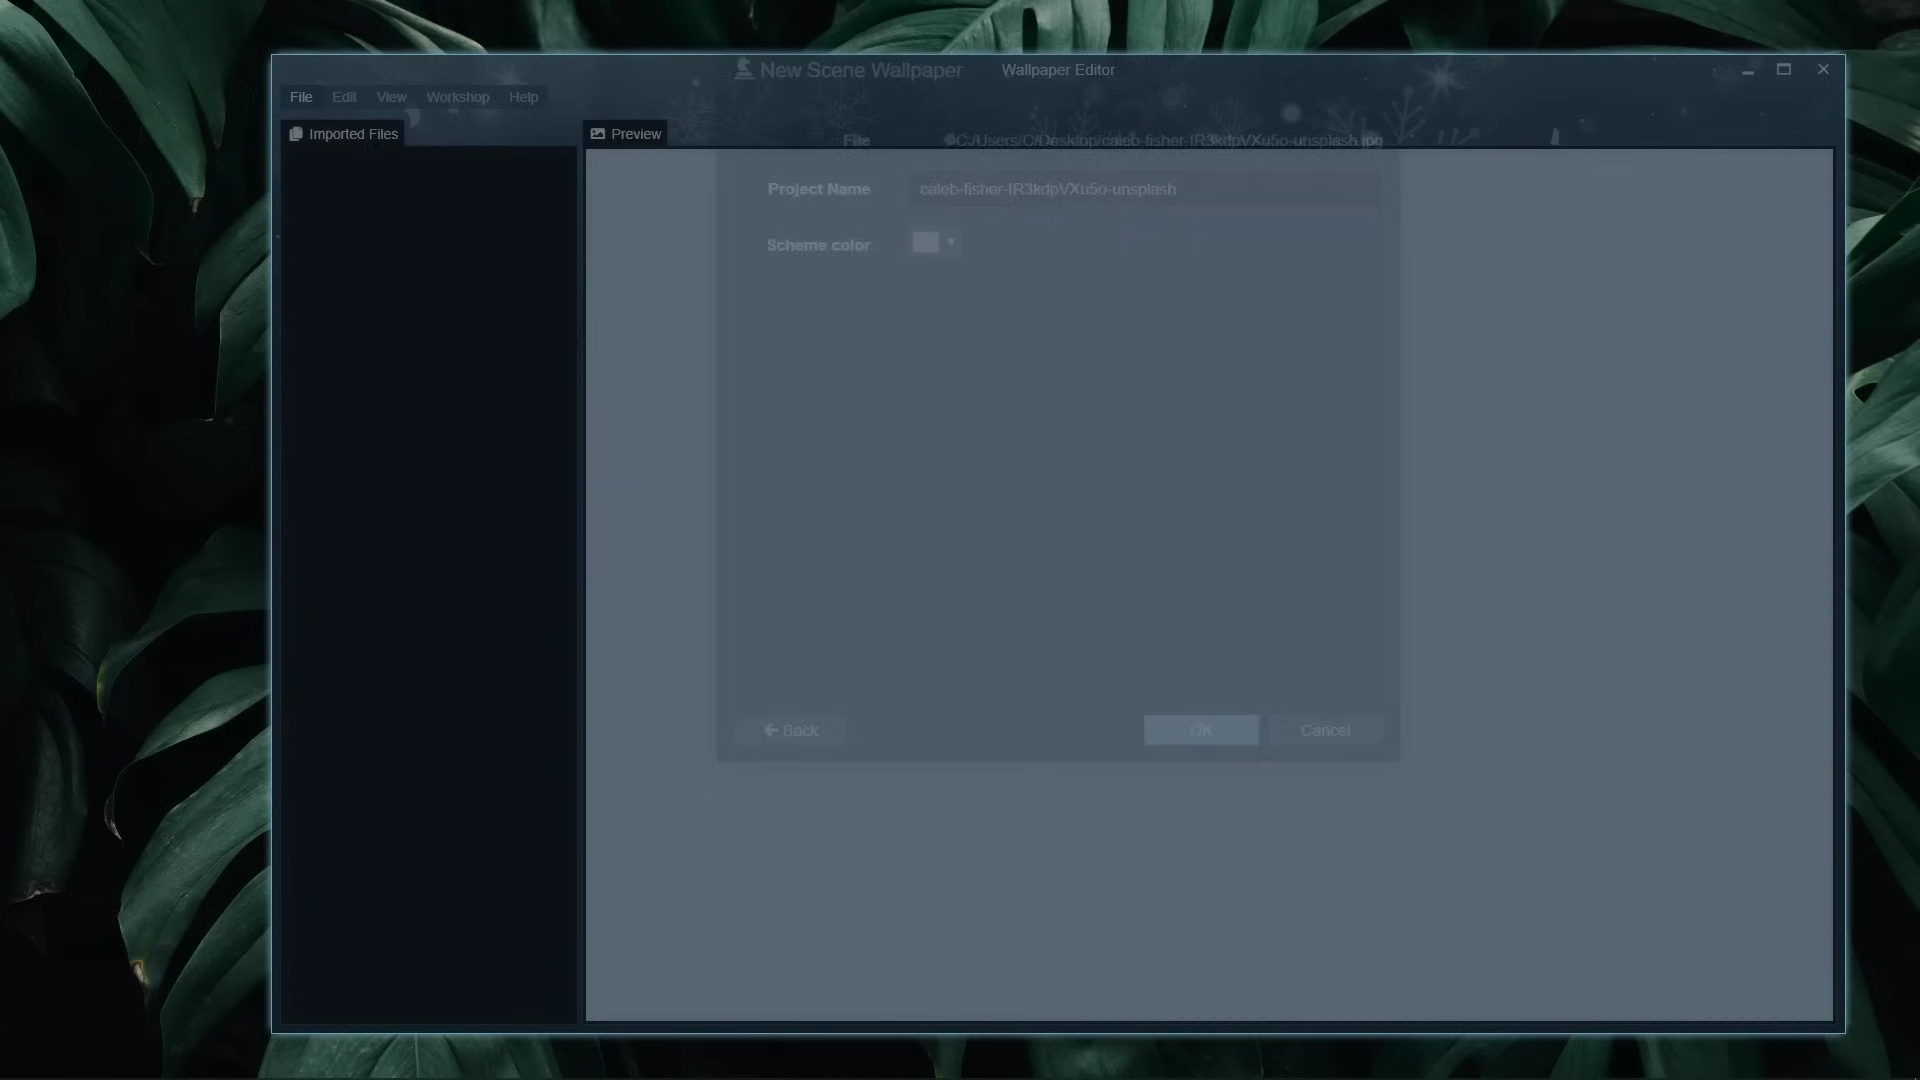 New Scene Wallpaper
Wallpaper Editor
File Edit View Workshop Help
Imported Files
Preview
File C:/Users/C/Desktop/caleb-fisher-IR3kdpVXu5o-unsplash.jpg
Project Name caleb-fisher-IR3kdpVXu5o-unsplash
Scheme color
Back
OK
Cancel